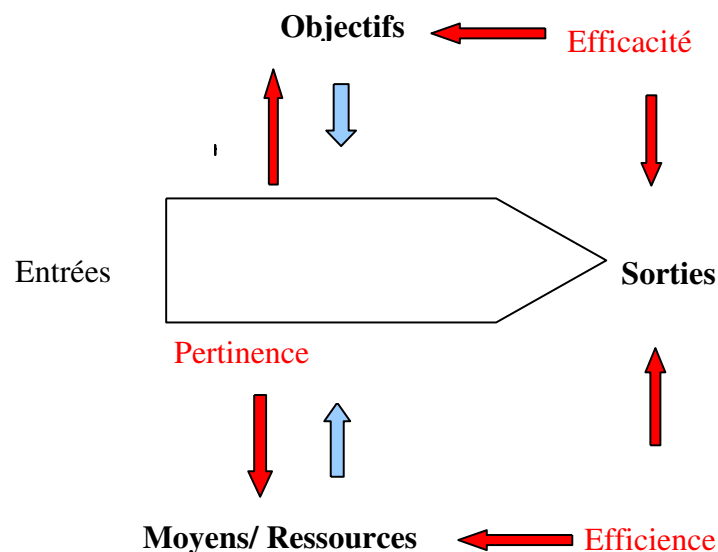 Objectifs
Efficacité
Entrées
Sorties
Pertinence
Moyens/ Ressources
Efficience